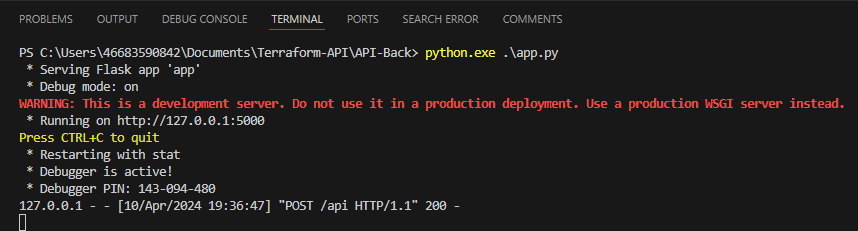 PROBLEMS OUTPUT DEBUG CONSOLE TERMINAL PORTS SEARCH ERROR COMMENTS
PS C:\Users\46683590842\Documents\Terraform-API\API-Back> python.exe .\app.py
 * Serving Flask app 'app'
 * Debug mode: on
WARNING: This is a development server. Do not use it in a production deployment. Use a production WSGI server instead.
 * Running on http://127.0.0.1:5000
Press CTRL+C to quit
 * Restarting with stat
 * Debugger is active!
 * Debugger PIN: 143-094-480
127.0.0.1 - - [10/Apr/2024 19:36:47] "POST /api HTTP/1.1" 200 -